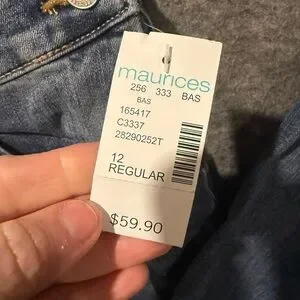 maurices
256 333 BAS
BAS
165417
C3337
28290252T
12
REGULAR
$59.90